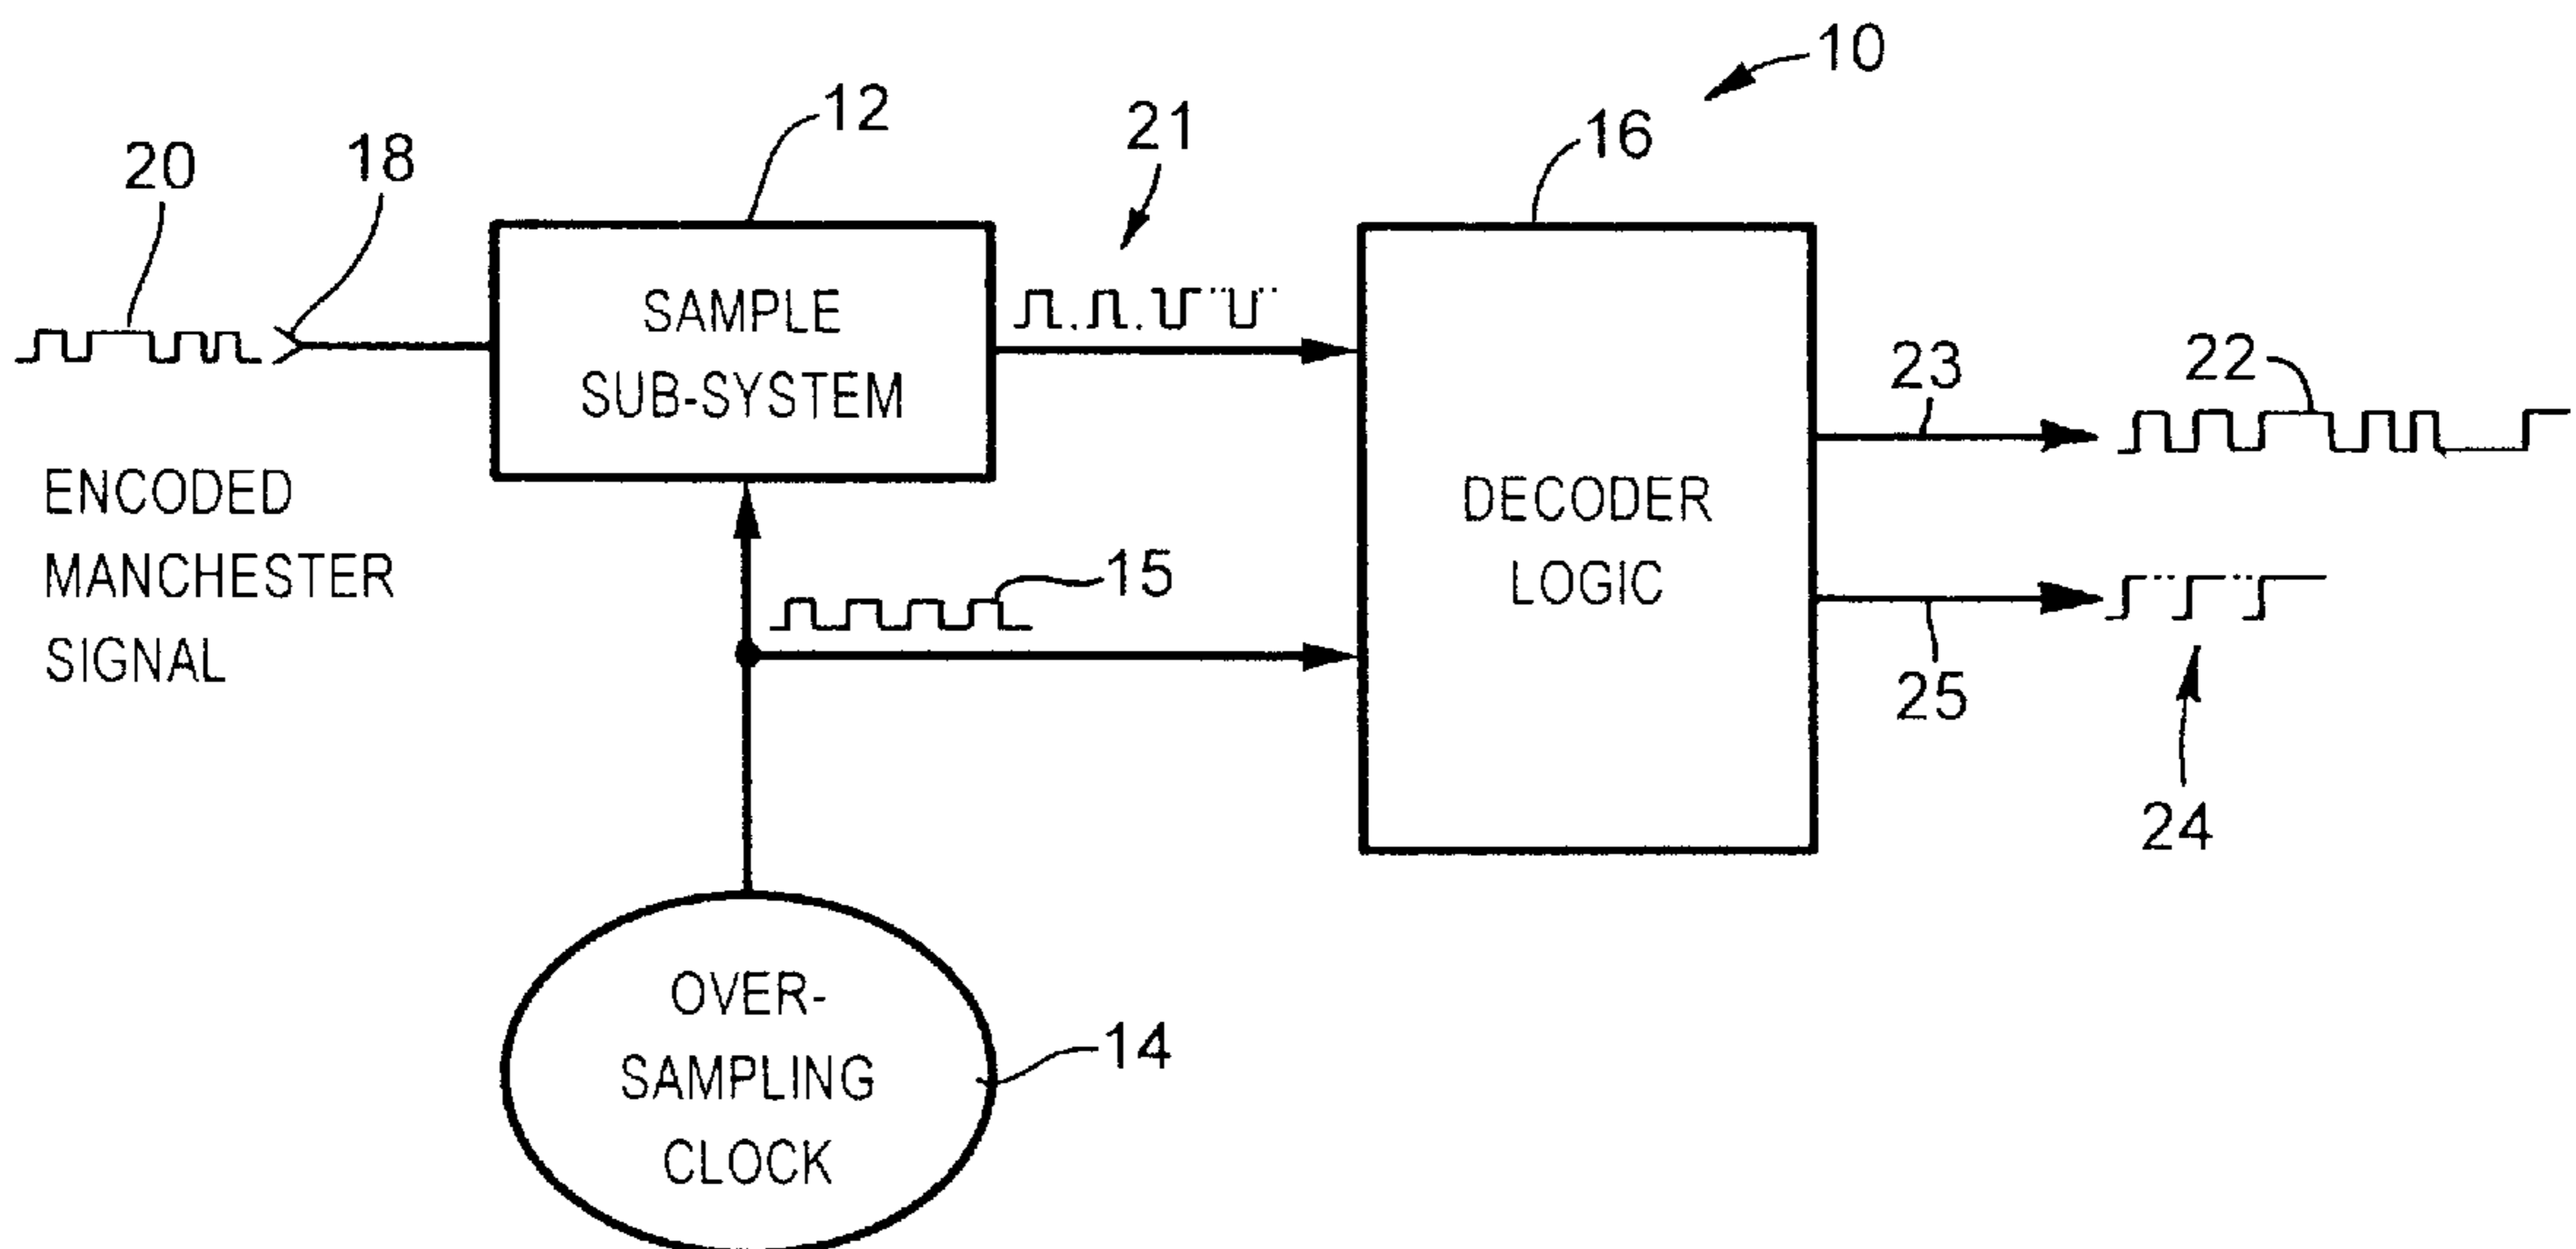 10
12
21
16
20
18
SAMPLE
SUB-SYSTEM
23
22
ENCODED
MANCHESTER
SIGNAL
DECODER
LOGIC
15
25
24
OVER-
SAMPLING
CLOCK
14